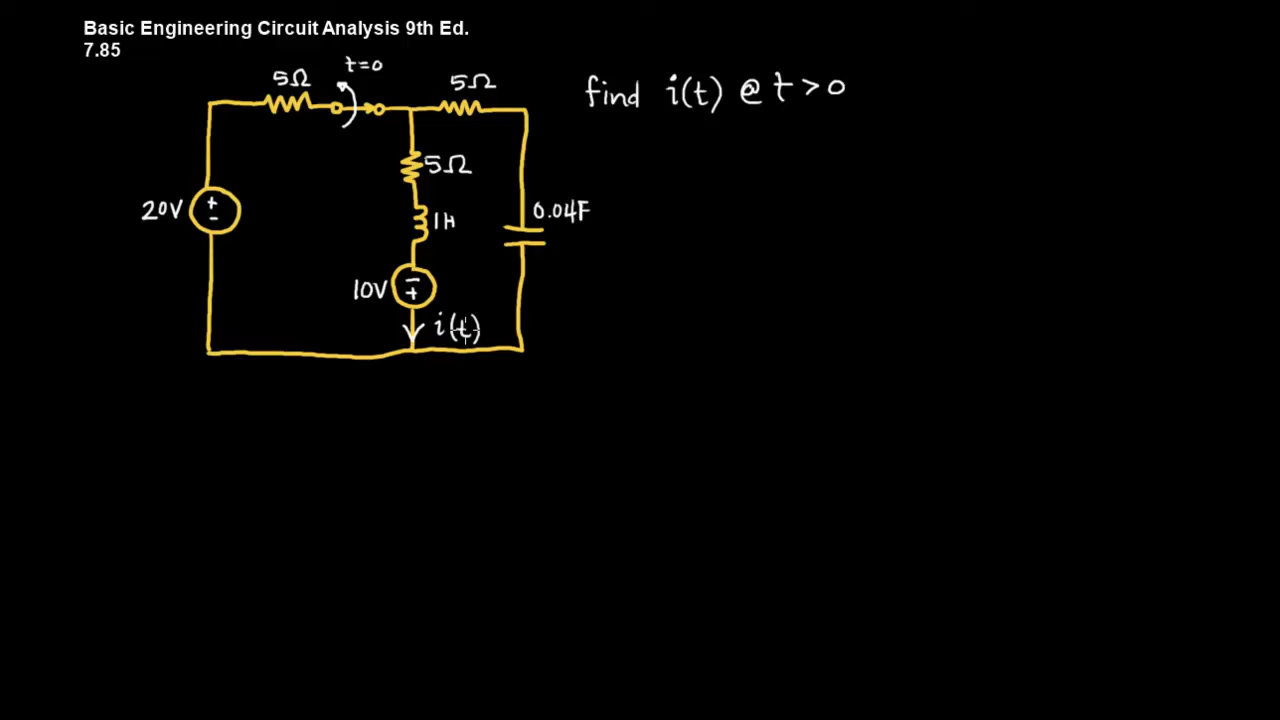 Basic Engineering Circuit Analysis 9th Ed.
7.85
t=0
5Ω
5Ω
find i(t) @ t>0
5Ω
20V
+
-
1H
0.04F
10V
-
+
i(t)